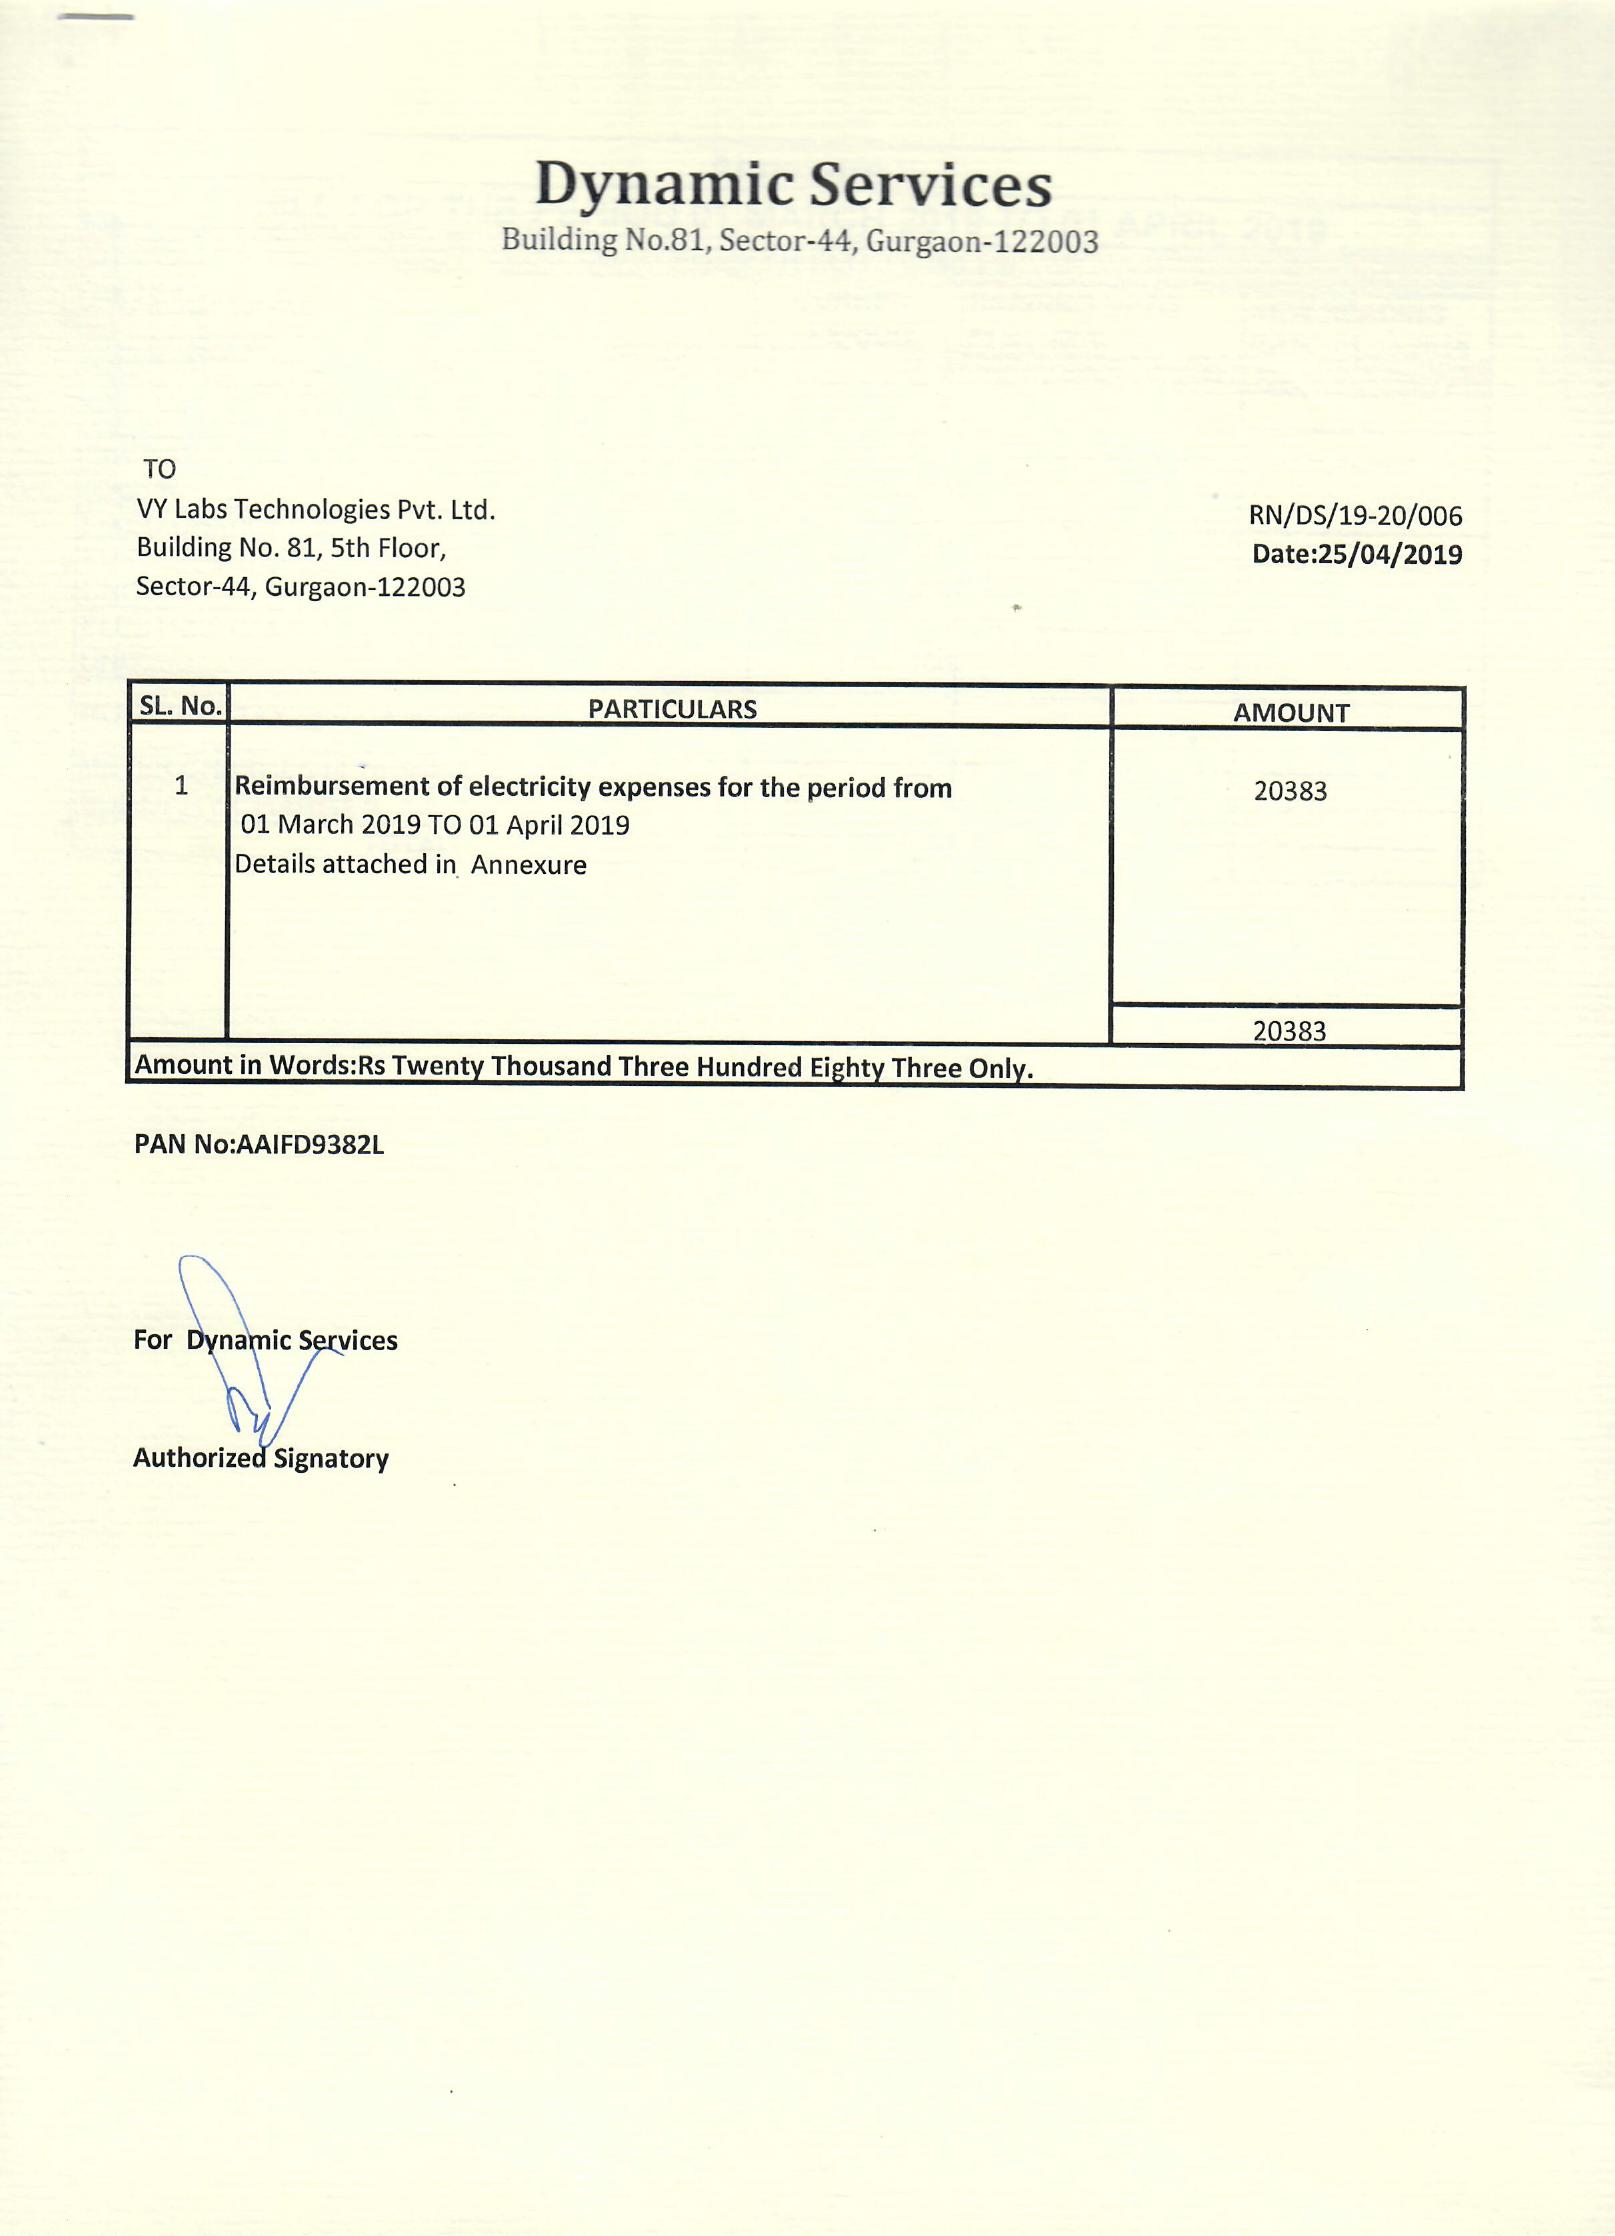 Dynamic Services
Building No.81, Sector-44, Gurgaon-122003
TO
VY Labs Technologies Pvt. Ltd.
Building No. 81, 5th Floor,
Sector-44, Gurgaon-122003
RN/DS/19-20/006
Date:25/04/2019
SL. No. PARTICULARS AMOUNT
1 Reimbursement of electricity expenses for the period from 20383
01 March 2019 TO 01 April 2019
Details attached in Annexure
20383
Amount in Words:Rs Twenty Thousand Three Hundred Eighty Three Only.
PAN No:AAIFD9382L
For Dynamic Services
Authorized Signatory